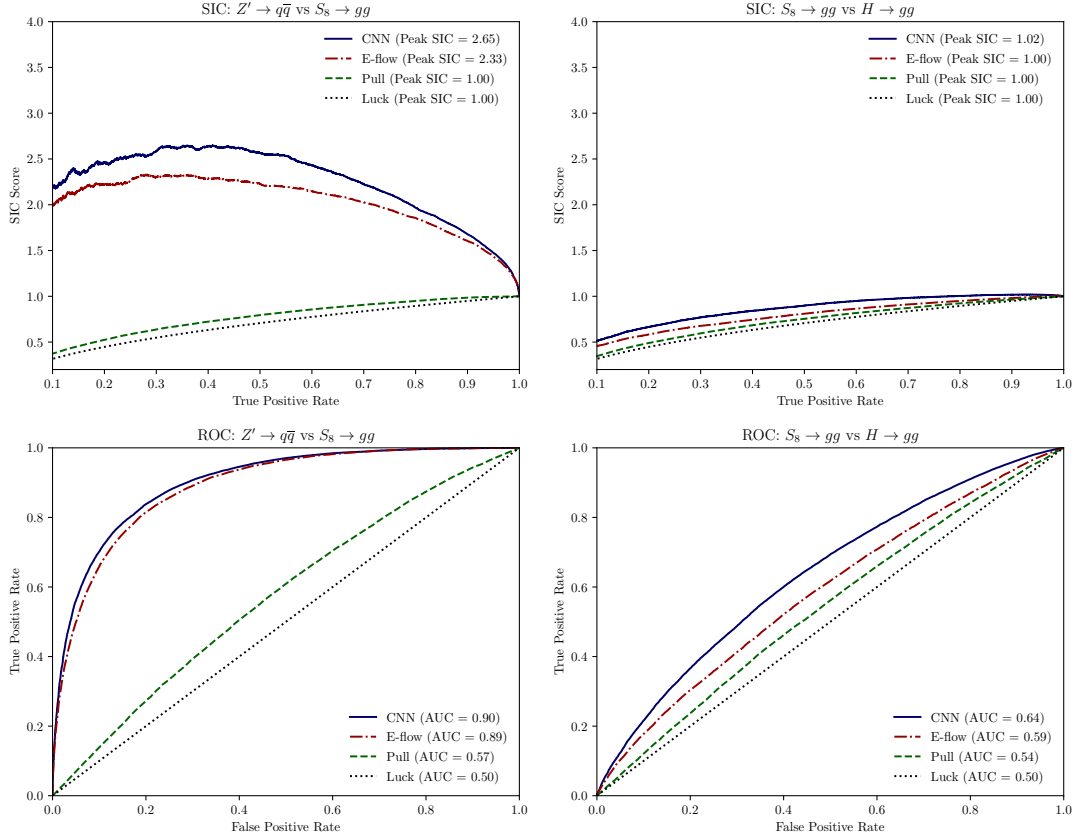 SIC: Z′ → qq̅ vs S₈ → gg
4.0
3.5
3.0
2.5
2.0
1.5
1.0
0.5
SIC Score
CNN (Peak SIC = 2.65)
E-flow (Peak SIC = 2.33)
Pull (Peak SIC = 1.00)
Luck (Peak SIC = 1.00)
0.1 0.2 0.3 0.4 0.5 0.6 0.7 0.8 0.9 1.0
True Positive Rate
SIC: S₈ → gg vs H → gg
4.0
3.5
3.0
2.5
2.0
1.5
1.0
0.5
SIC Score
CNN (Peak SIC = 1.02)
E-flow (Peak SIC = 1.00)
Pull (Peak SIC = 1.00)
Luck (Peak SIC = 1.00)
0.1 0.2 0.3 0.4 0.5 0.6 0.7 0.8 0.9 1.0
True Positive Rate
ROC: Z′ → qq̅ vs S₈ → gg
1.0
0.8
0.6
0.4
0.2
0.0
True Positive Rate
CNN (AUC = 0.90)
E-flow (AUC = 0.89)
Pull (AUC = 0.57)
Luck (AUC = 0.50)
0.0 0.2 0.4 0.6 0.8 1.0
False Positive Rate
ROC: S₈ → gg vs H → gg
1.0
0.8
0.6
0.4
0.2
0.0
True Positive Rate
CNN (AUC = 0.64)
E-flow (AUC = 0.59)
Pull (AUC = 0.54)
Luck (AUC = 0.50)
0.0 0.2 0.4 0.6 0.8 1.0
False Positive Rate